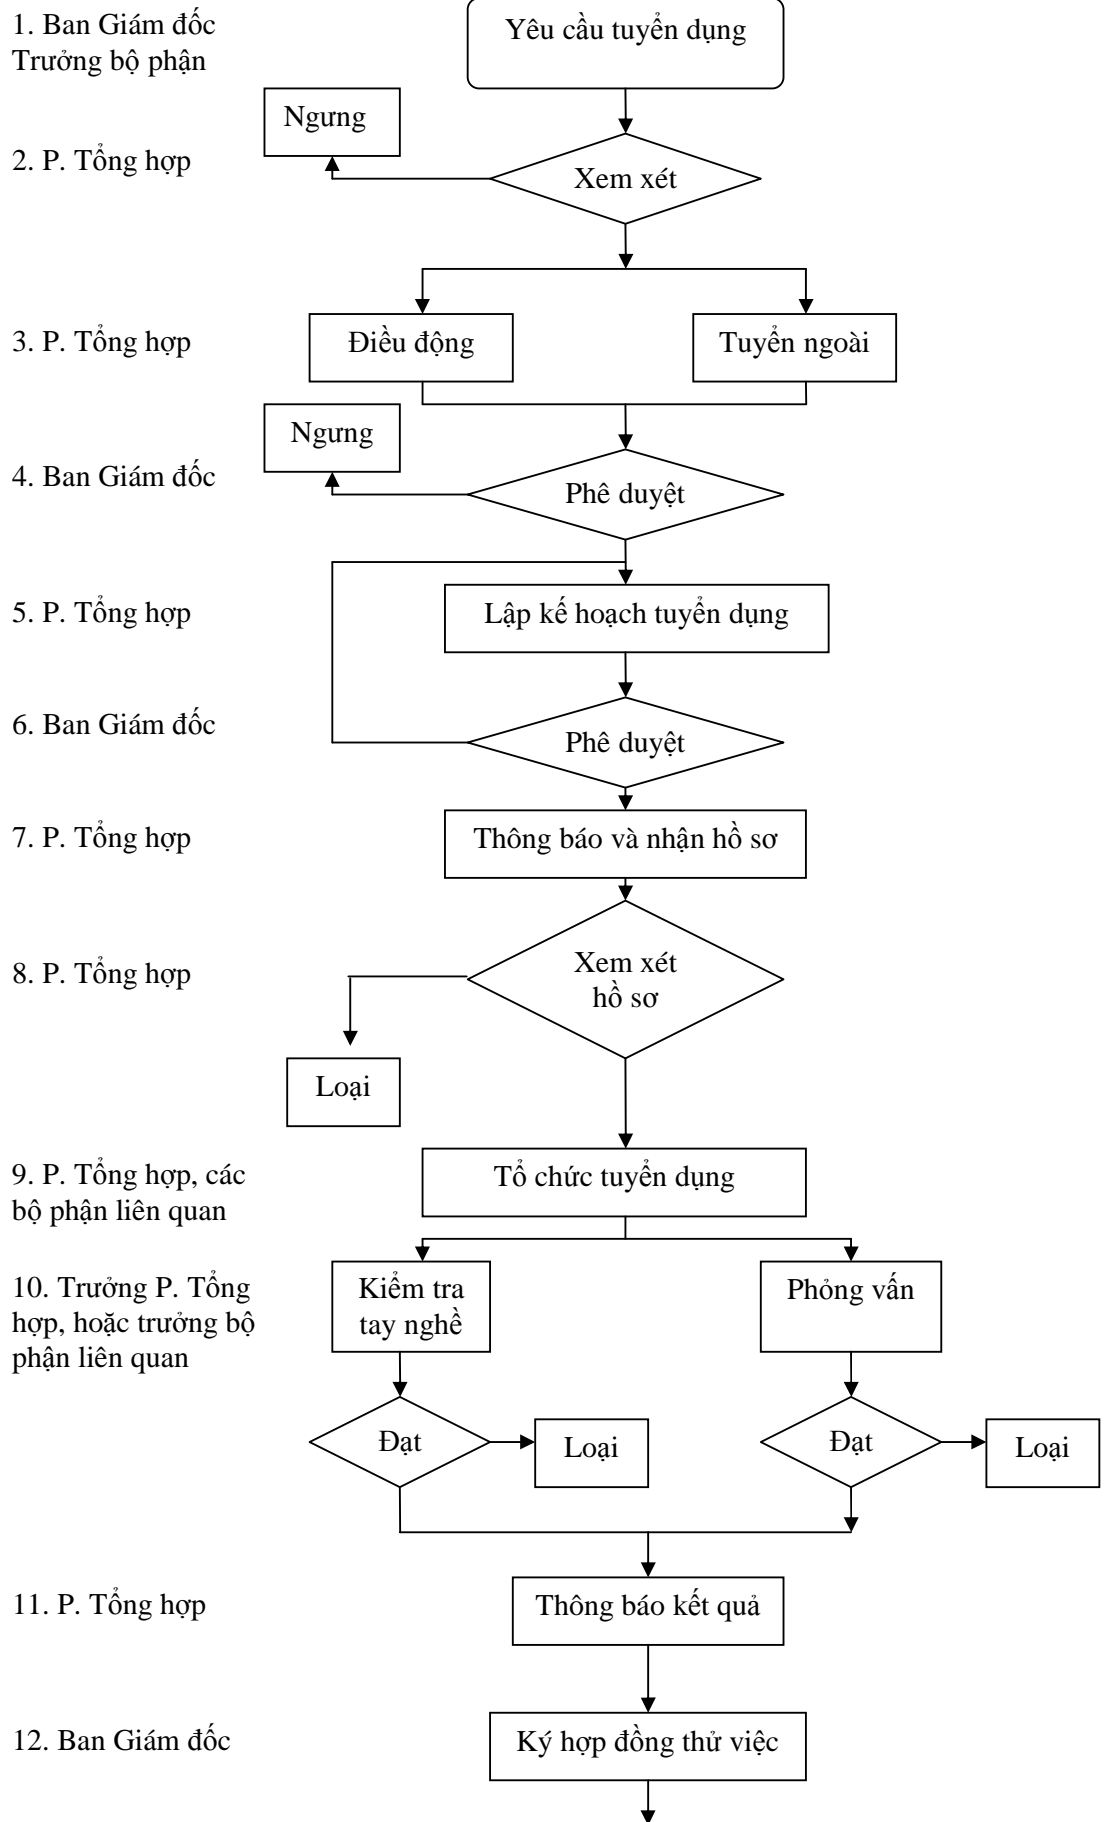 1. Ban Giám đốc
Trưởng bộ phận
Yêu cầu tuyển dụng
Ngưng
2. P. Tổng hợp
Xem xét
3. P. Tổng hợp
Điều động
Tuyển ngoài
Ngưng
4. Ban Giám đốc
Phê duyệt
5. P. Tổng hợp
Lập kế hoạch tuyển dụng
6. Ban Giám đốc
Phê duyệt
7. P. Tổng hợp
Thông báo và nhận hồ sơ
8. P. Tổng hợp
Xem xét
hồ sơ
Loại
9. P. Tổng hợp, các
bộ phận liên quan
Tổ chức tuyển dụng
10. Trưởng P. Tổng
hợp, hoặc trưởng bộ
phận liên quan
Kiểm tra
tay nghề
Phỏng vấn
Đạt
Loại
Đạt
Loại
11. P. Tổng hợp
Thông báo kết quả
12. Ban Giám đốc
Ký hợp đồng thử việc